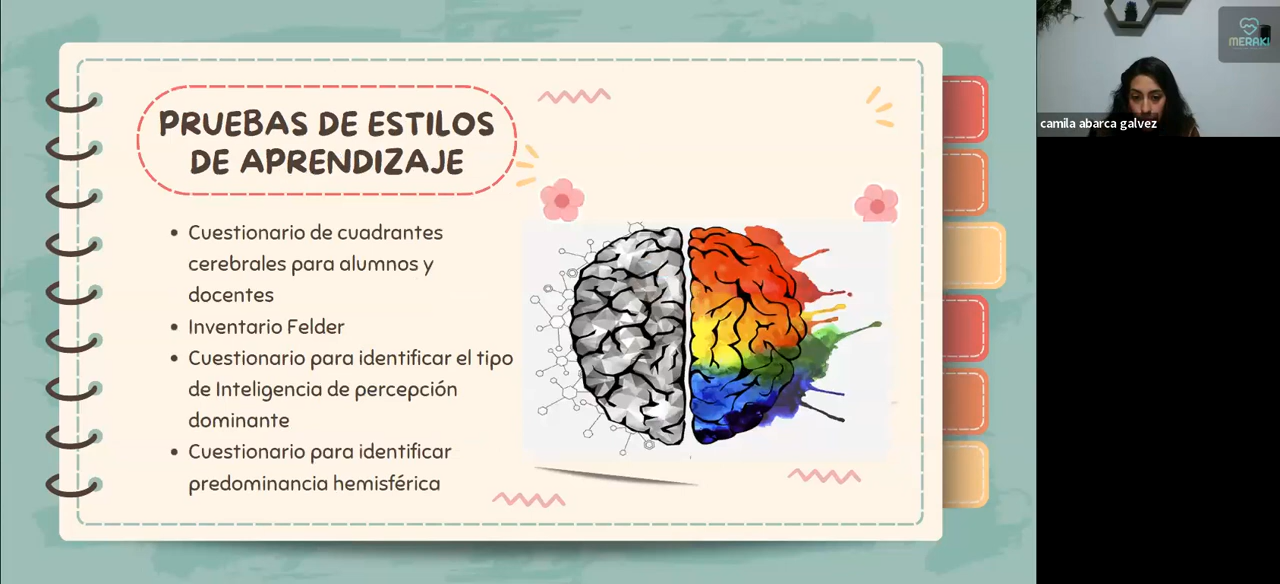 PRUEBAS DE ESTILOS
DE APRENDIZAJE
Cuestionario de cuadrantes
cerebrales para alumnos y
docentes
Inventario Felder
Cuestionario para identificar el tipo
de Inteligencia de percepción
dominante
Cuestionario para identificar
predominancia hemisférica
MERAKI
camila abarca galvez